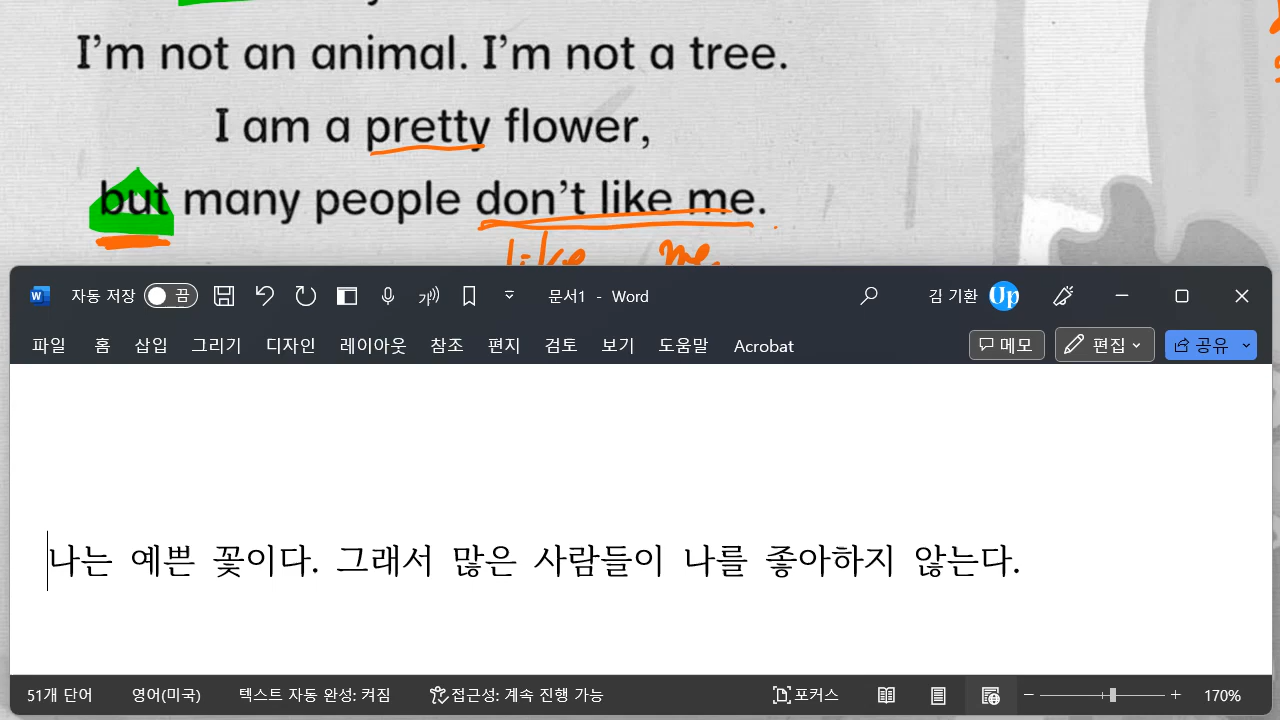 I'm not an animal. I'm not a tree.
I am a pretty flower,
but many people don't like me.
like me.
자동 저장 끔 문서1 - Word 김 기환 Up
파일 홈 삽입 그리기 디자인 레이아웃 참조 편지 검토 보기 도움말 Acrobat 메모 편집 공유
나는 예쁜 꽃이다. 그래서 많은 사람들이 나를 좋아하지 않는다.
51개 단어 영어(미국) 텍스트 자동 완성: 켜짐 접근성: 계속 진행 가능 포커스 170%